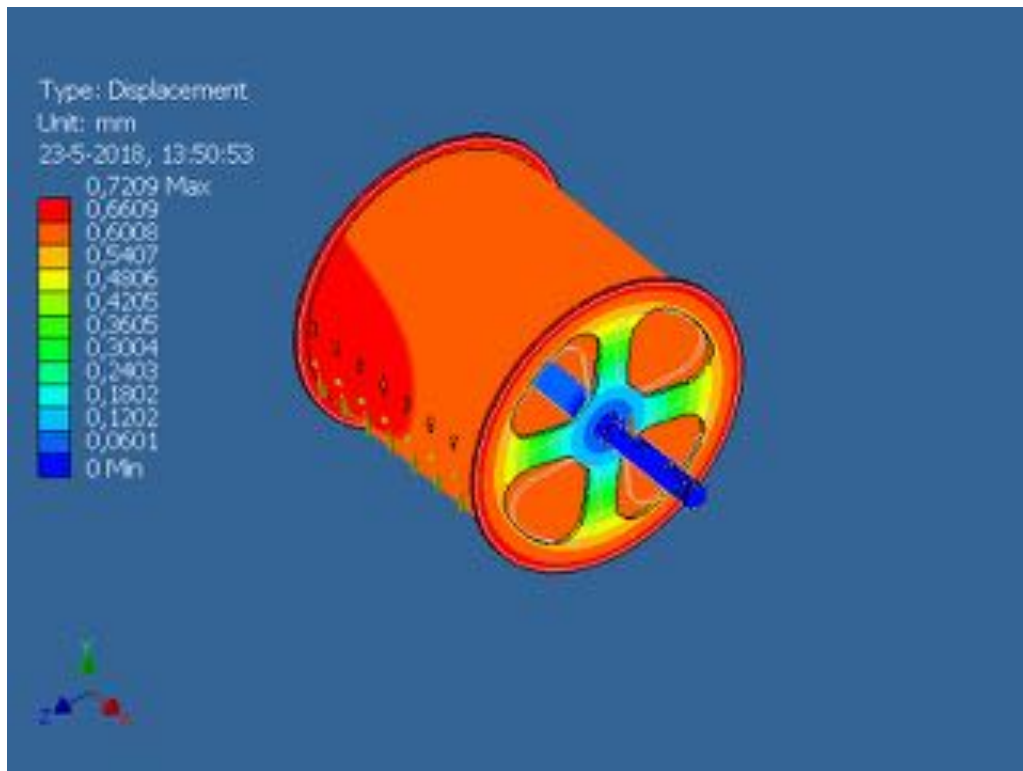 Type: Displacement
Unit: mm
23-5-2018, 13:50:53
0,7209 Max
0,6609
0,6008
0,5407
0,4806
0,4205
0,3605
0,3004
0,2403
0,1802
0,1202
0,0601
0 Min
Y
Z
X